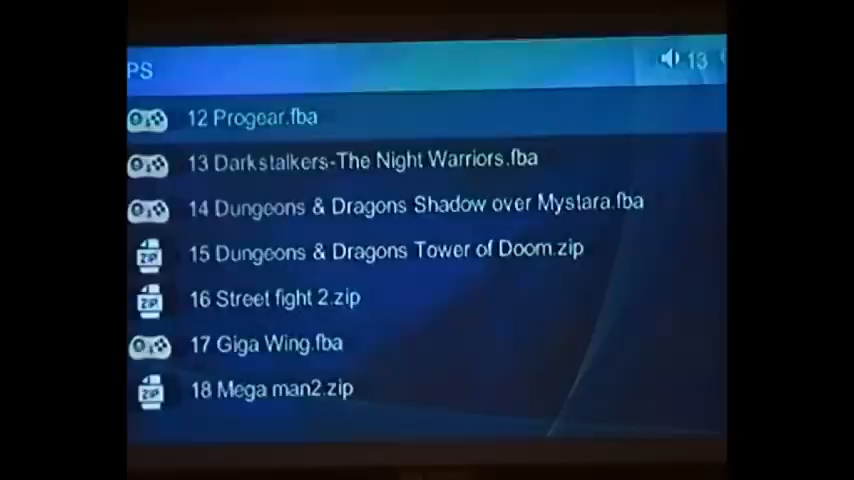 PS
13
12 Progear.fba
13 Darkstalkers-The Night Warriors.fba
14 Dungeons & Dragons Shadow over Mystara.fba
15 Dungeons & Dragons Tower of Doom.zip
16 Street fight 2.zip
17 Giga Wing.fba
18 Mega man2.zip